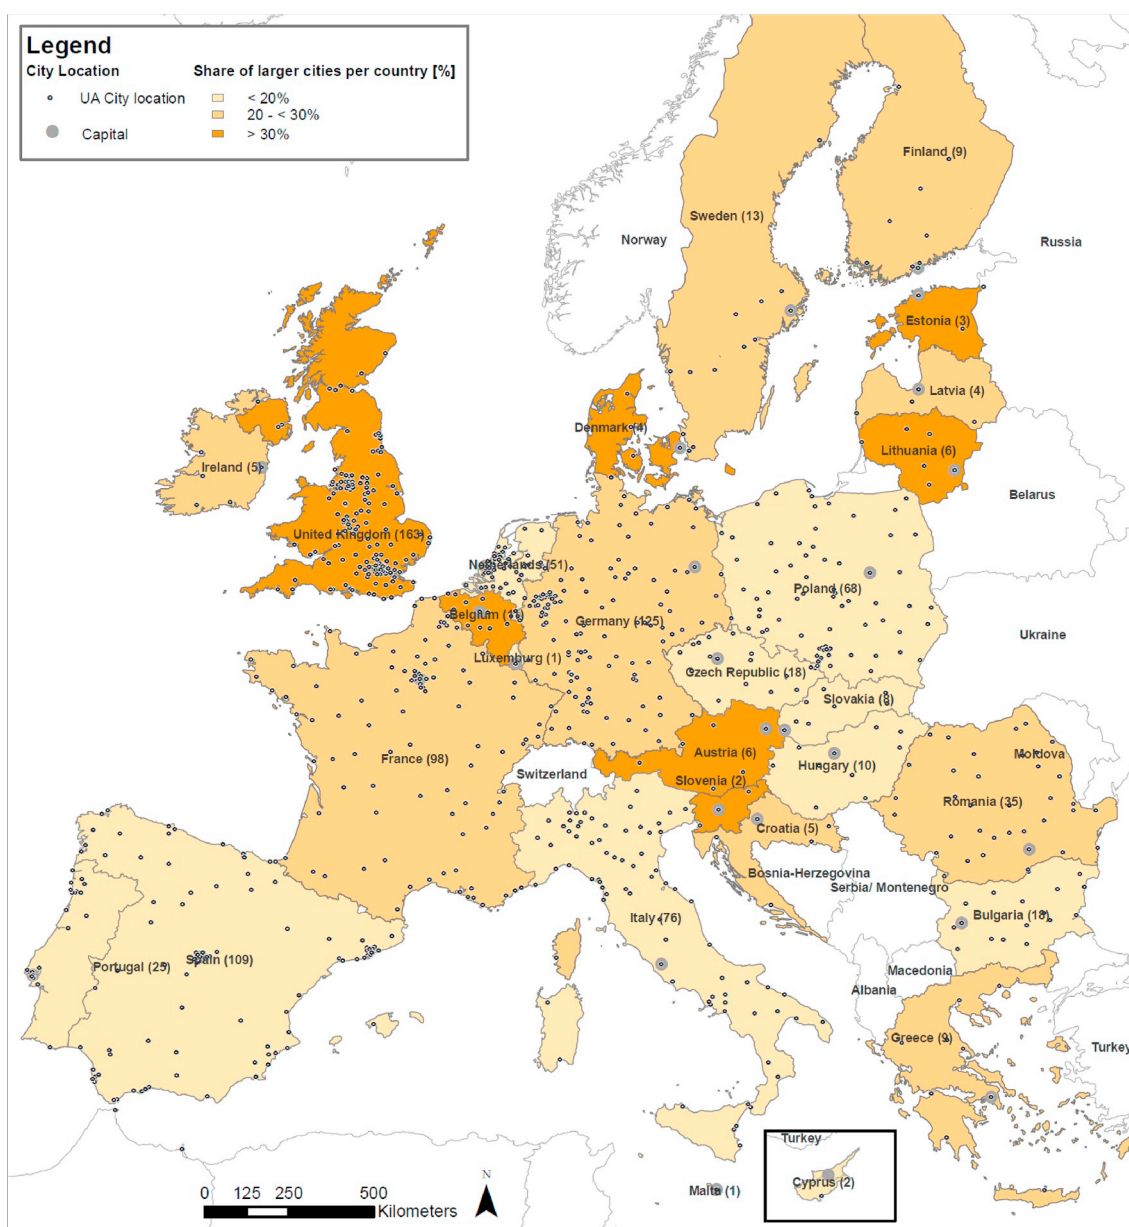 Legend
City Location
Share of larger cities per country [%]
UA City location
Capital
< 20%
20 - < 30%
> 30%
Finland (9)
Sweden (13)
Norway
Russia
Estonia (3)
Latvia (4)
Denmark (4)
Lithuania (6)
Ireland (5)
Belarus
United Kingdom (163)
Netherlands (51)
Poland (68)
Belgium (11)
Germany (125)
Ukraine
Luxemburg (1)
Czech Republic (18)
Slovakia (8)
France (98)
Austria (6)
Moldova
Switzerland
Hungary (10)
Slovenia (2)
Romania (35)
Croatia (5)
Bosnia-Herzegovina
Serbia/ Montenegro
Italy (76)
Bulgaria (18)
Portugal (25)
Spain (109)
Macedonia
Albania
Greece (9)
Turkey
Turkey
Malta (1)
Cyprus (2)
N
0 125 250 500
Kilometers